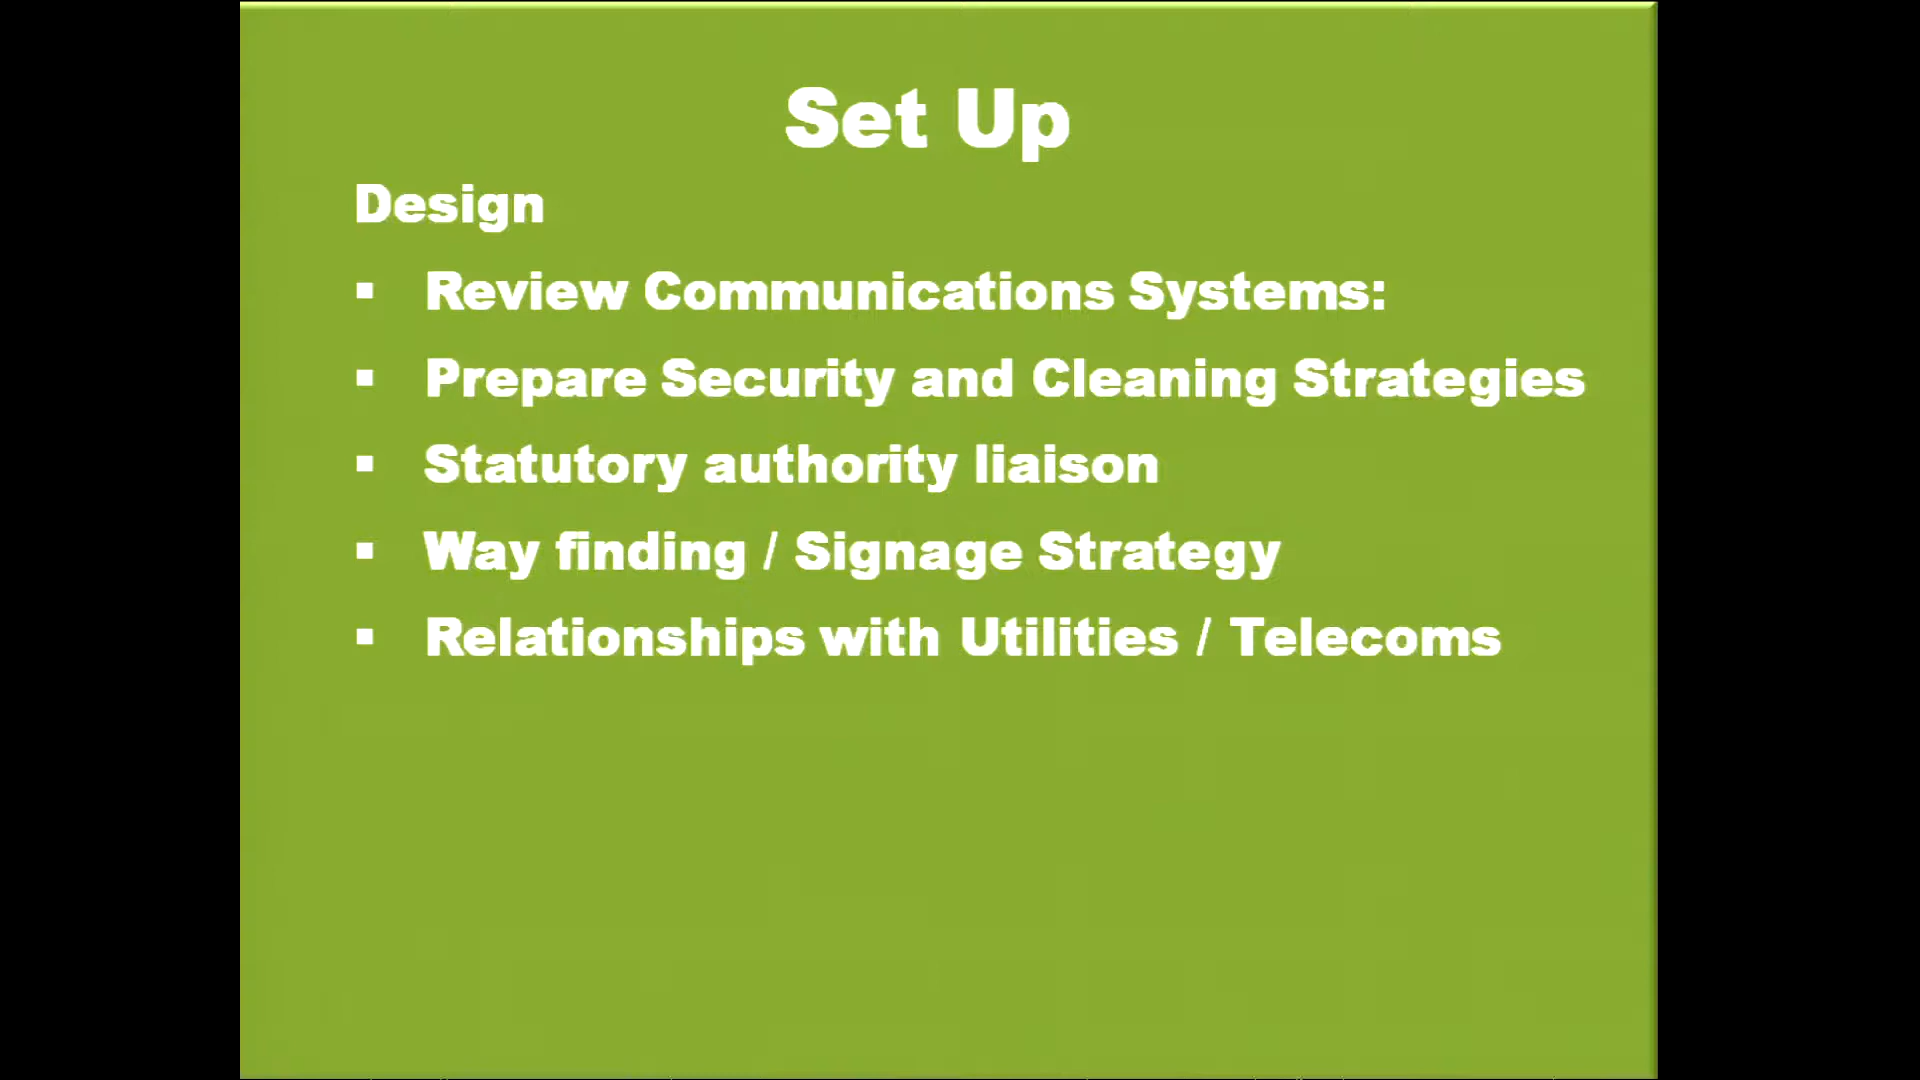 Set Up
Design
▪ Review Communications Systems:
▪ Prepare Security and Cleaning Strategies
▪ Statutory authority liaison
▪ Way finding / Signage Strategy
▪ Relationships with Utilities / Telecoms